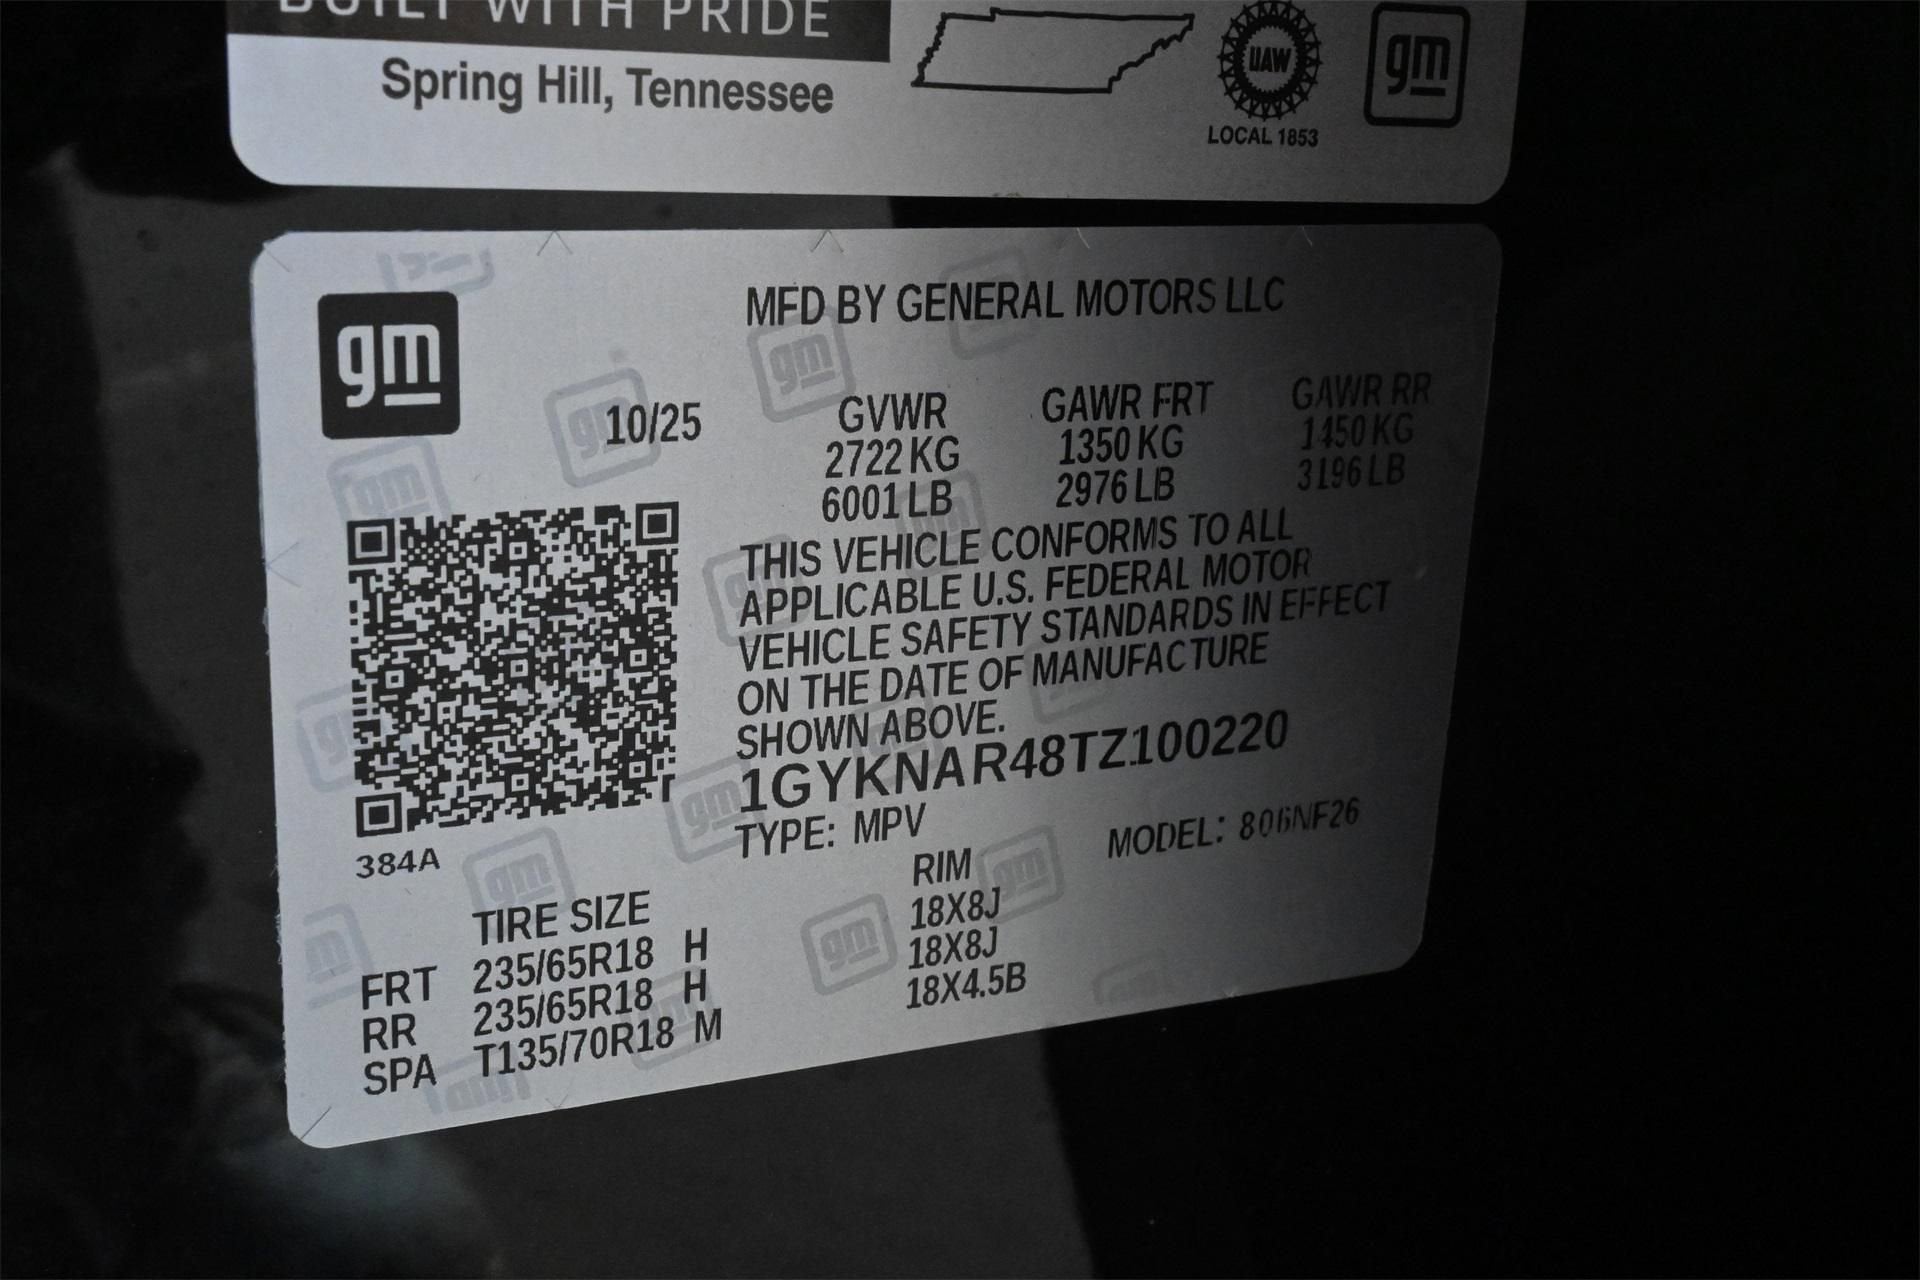 BUILT WITH PRIDE
Spring Hill, Tennessee
UAW
LOCAL 1853
gm
gm
MFD BY GENERAL MOTORS LLC
10/25
GVWR GAWR FRT GAWR RR
2722 KG 1350 KG 1450 KG
6001 LB 2976 LB 3196 LB
THIS VEHICLE CONFORMS TO ALL
APPLICABLE U.S. FEDERAL MOTOR
VEHICLE SAFETY STANDARDS IN EFFECT
ON THE DATE OF MANUFACTURE
SHOWN ABOVE.
1GYKNAR48TZ100220
TYPE: MPV MODEL: 806NF26
384A
TIRE SIZE RIM
FRT 235/65R18 H 18X8J
RR 235/65R18 H 18X8J
SPA T135/70R18 M 18X4.5B